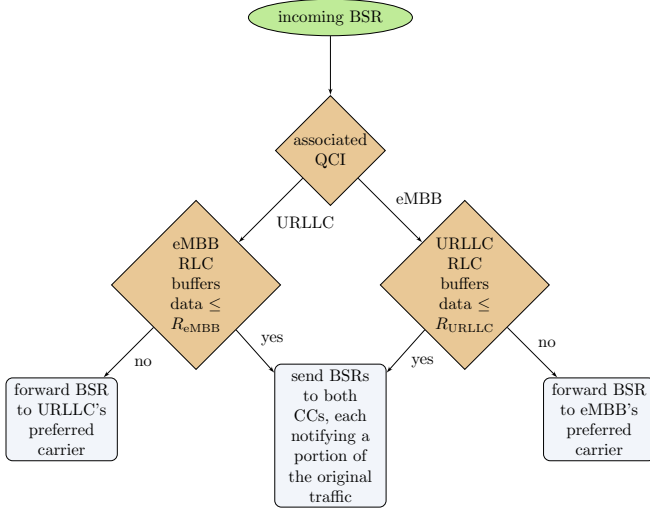 incoming BSR
associated
QCI
URLLC
eMBB
eMBB
RLC
buffers
data ≤
R_eMBB
URLLC
RLC
buffers
data ≤
R_URLLC
no
yes
yes
no
forward BSR
to URLLC's
preferred
carrier
send BSRs
to both
CCs, each
notifying a
portion of
the original
traffic
forward BSR
to eMBB's
preferred
carrier